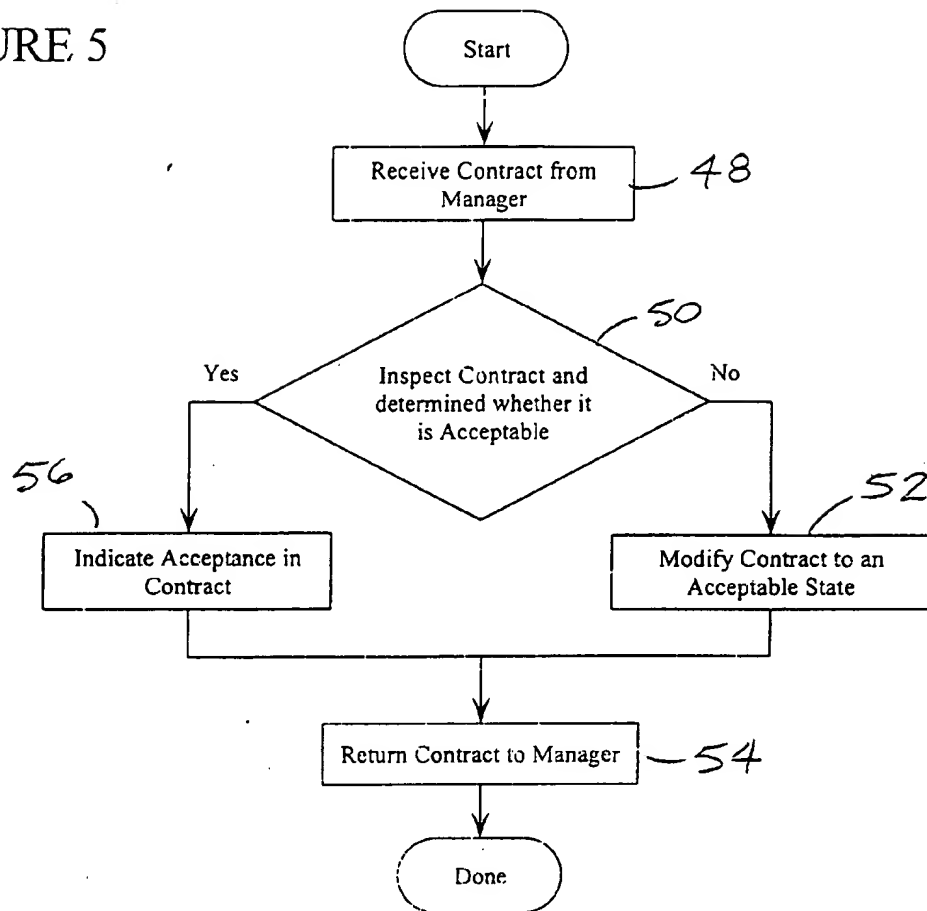 URE 5
Start
Receive Contract from
Manager
48
50
Yes
Inspect Contract and
determined whether it
is Acceptable
No
56
52
Indicate Acceptance in
Contract
Modify Contract to an
Acceptable State
Return Contract to Manager
54
Done